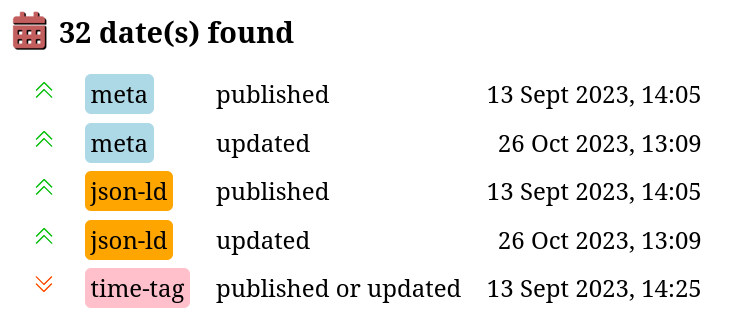 32 date(s) found
meta published 13 Sept 2023, 14:05
meta updated 26 Oct 2023, 13:09
json-ld published 13 Sept 2023, 14:05
json-ld updated 26 Oct 2023, 13:09
time-tag published or updated 13 Sept 2023, 14:25